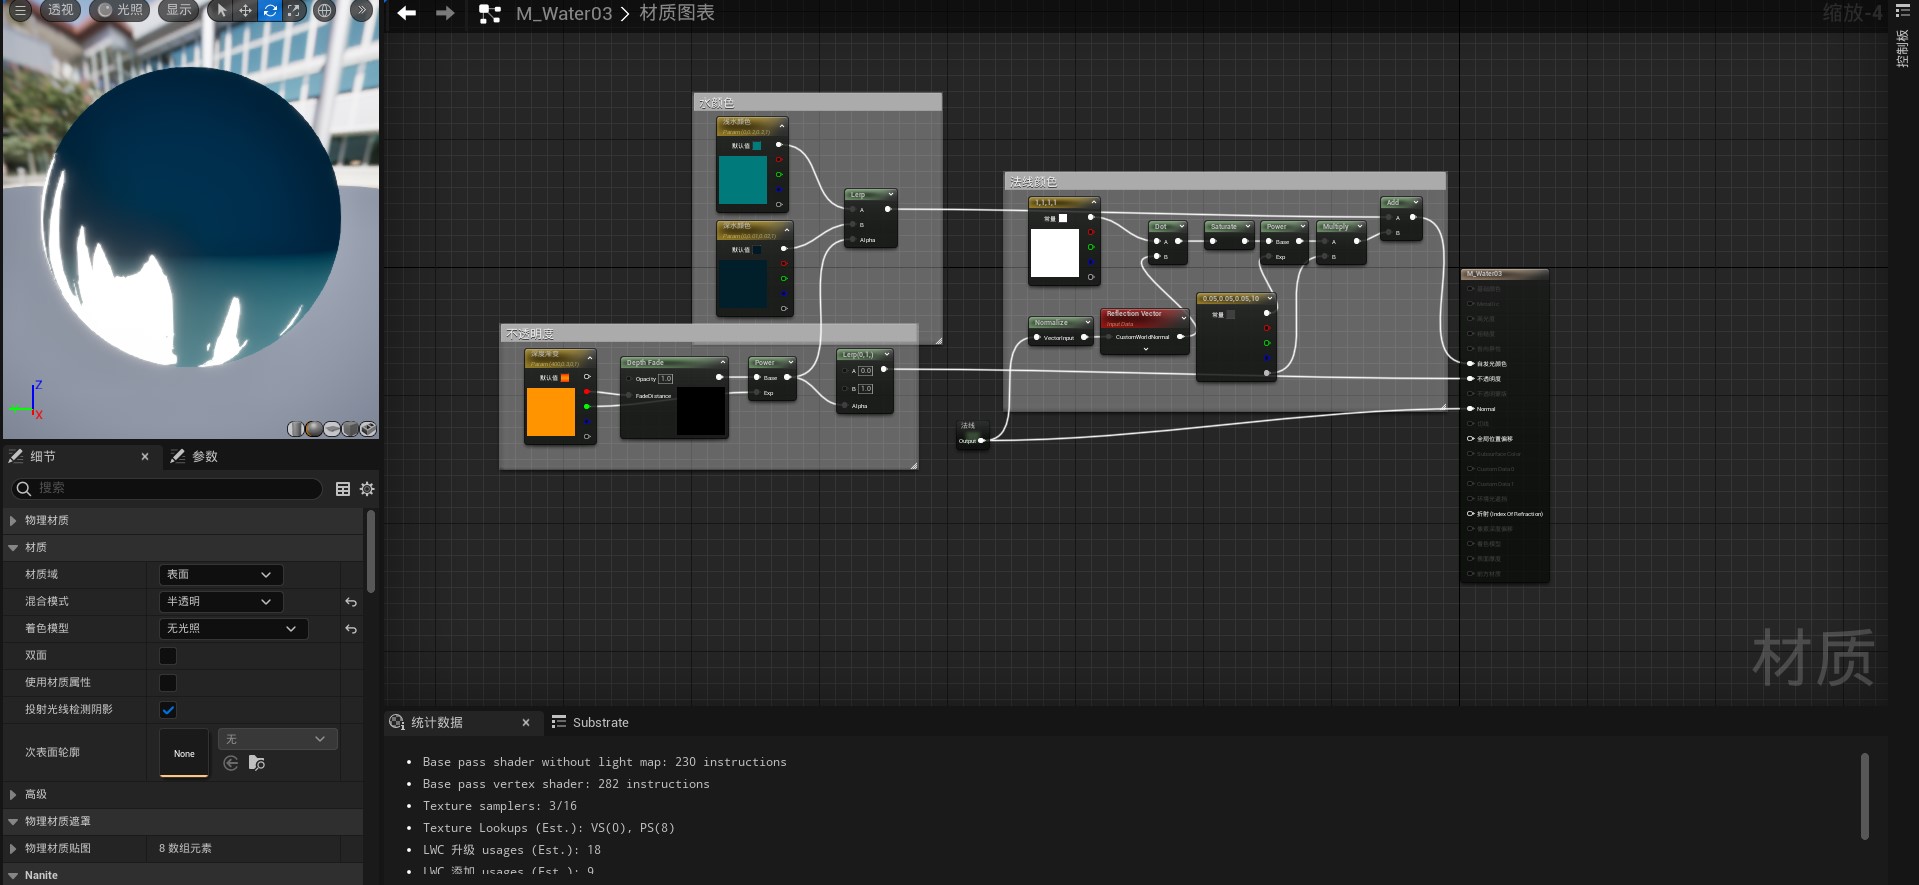 透视
光照
显示
M_Water03
材质图表
缩放-4
控制板
水颜色
浅水颜色
默认值
深水颜色
默认值
Lerp
A
B
Alpha
不透明度
深度渐变
默认值
Depth Fade
Opacity 1.0
FadeDistance
Power
Base
Exp
Lerp(0,1,)
A 0.0
B 1.0
Alpha
法线
Output
法线颜色
1,1,1,1
常量
Dot
A
B
Saturate
Power
Base
Exp
Multiply
A
B
Add
A
B
Normalize
VectorInput
Reflection Vector
Input Data
CustomWorldNormal
0.05,0.05,0.05,10
常量
M_Water03
自发光颜色
不透明度
Normal
全局位置偏移
Subsurface Color
CustomData0
CustomData1
折射 (Index Of Refraction)
材质
Z
X
细节
参数
搜索
物理材质
材质
材质域
表面
混合模式
半透明
着色模型
无光照
双面
使用材质属性
投射光线检测阴影
次表面轮廓
None
无
高级
物理材质遮罩
物理材质贴图
8 数组元素
Nanite
统计数据
Substrate
Base pass shader without light map: 230 instructions
Base pass vertex shader: 282 instructions
Texture samplers: 3/16
Texture Lookups (Est.): VS(0), PS(8)
LWC 升级 usages (Est.): 18
LWC 添加 usages (Est.): 9